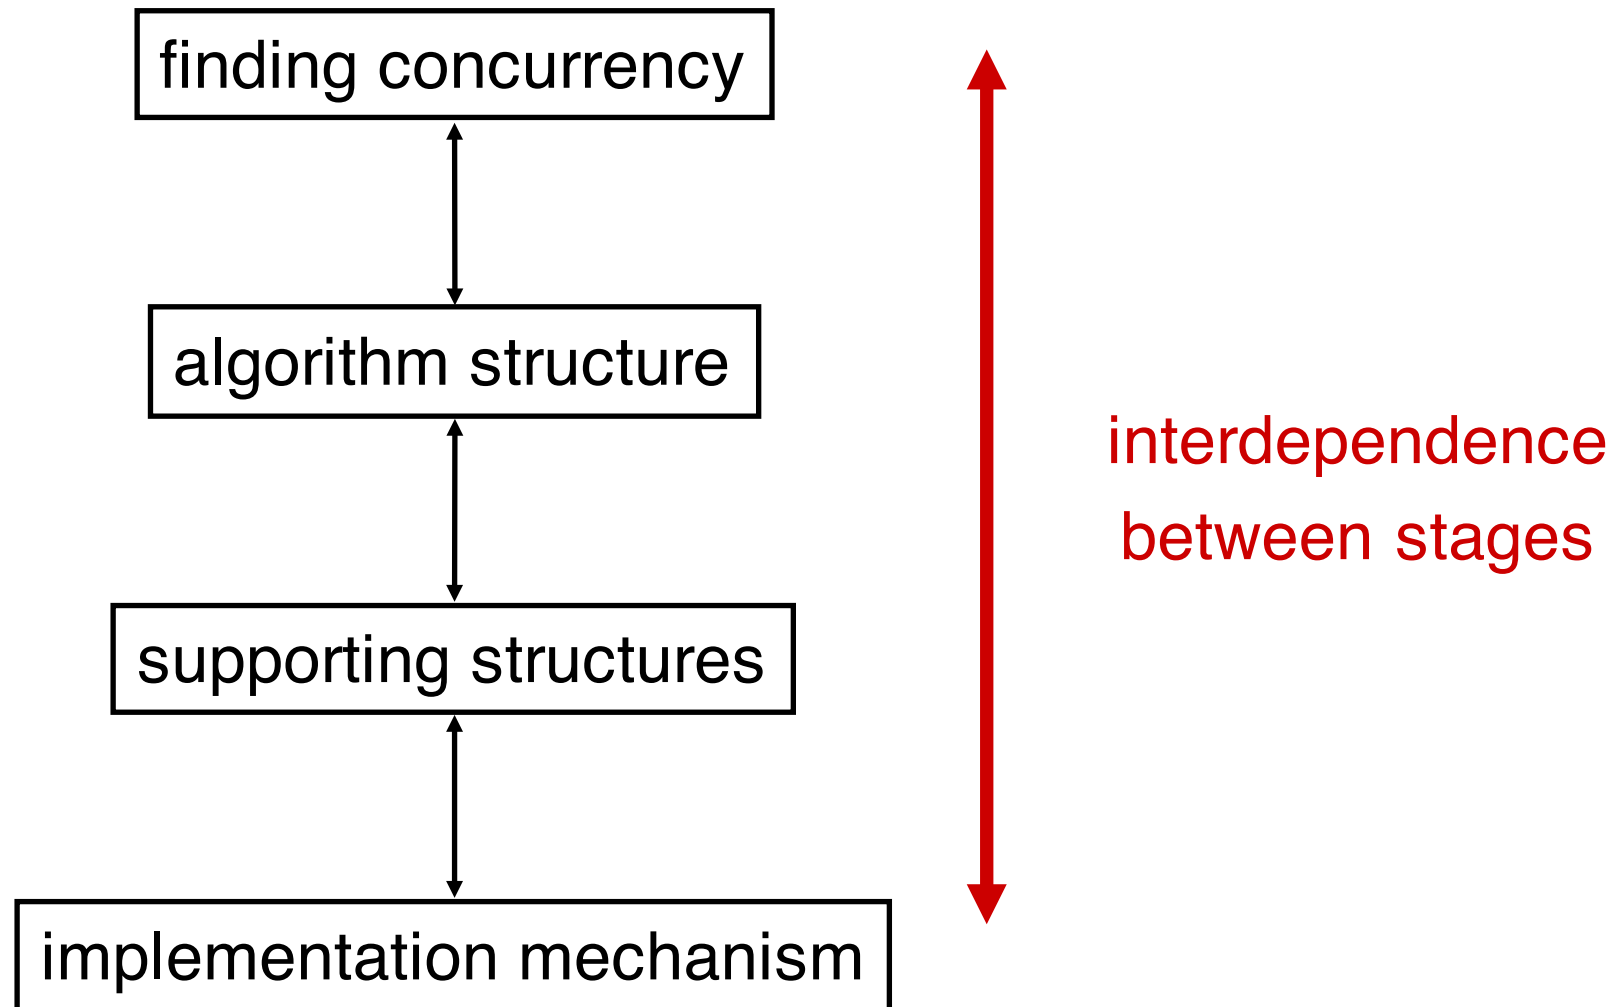 finding concurrency
algorithm structure
interdependence
between stages
supporting structures
implementation mechanism